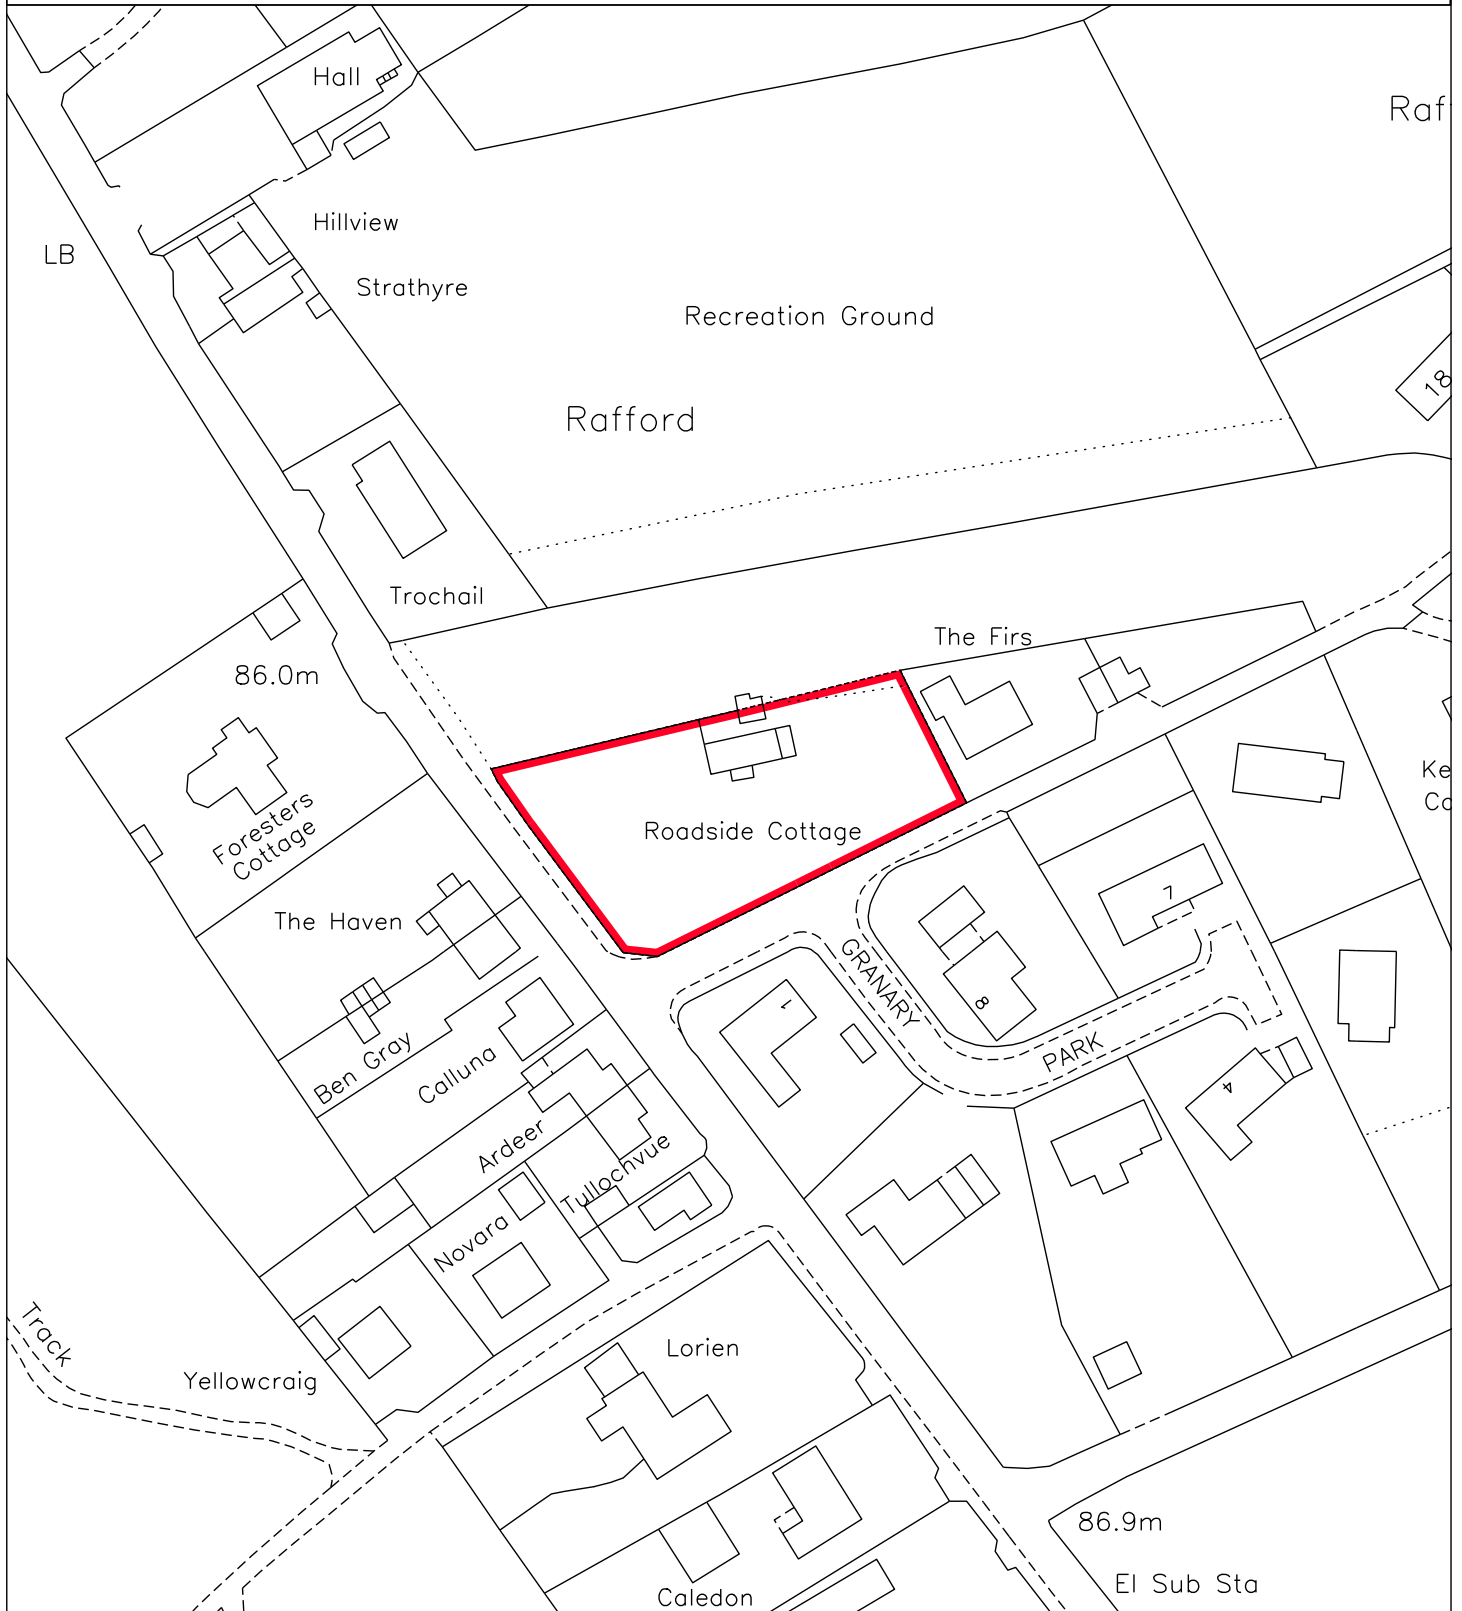 Hall
Raf
Hillview
LB
Strathyre
Recreation Ground
18
Rafford
Trochail
The Firs
86.0m
Foresters
Cottage
Roadside Cottage
Ke
Co
The Haven
7
GRANARY
8
1
PARK
Ben Gray
Calluna
4
Ardeer
Tullochvue
Novara
Track
Lorien
Yellowcraig
86.9m
El Sub Sta
Caledon